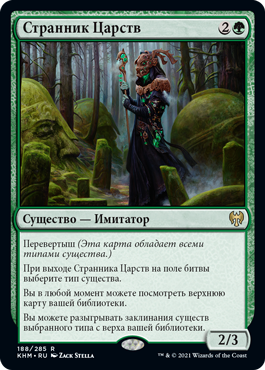 Странник Царств 2
Существо — Имитатор
Перевертыш (Эта карта обладает всеми
типами существа.)
При выходе Странника Царств на поле битвы
выберите тип существа.
Вы в любой момент можете посмотреть верхнюю
карту вашей библиотеки.
Вы можете разыгрывать заклинания существ
выбранного типа с верха вашей библиотеки.
2/3
188/285 R
KHM • RU Zack Stella
™ & © 2021 Wizards of the Coast